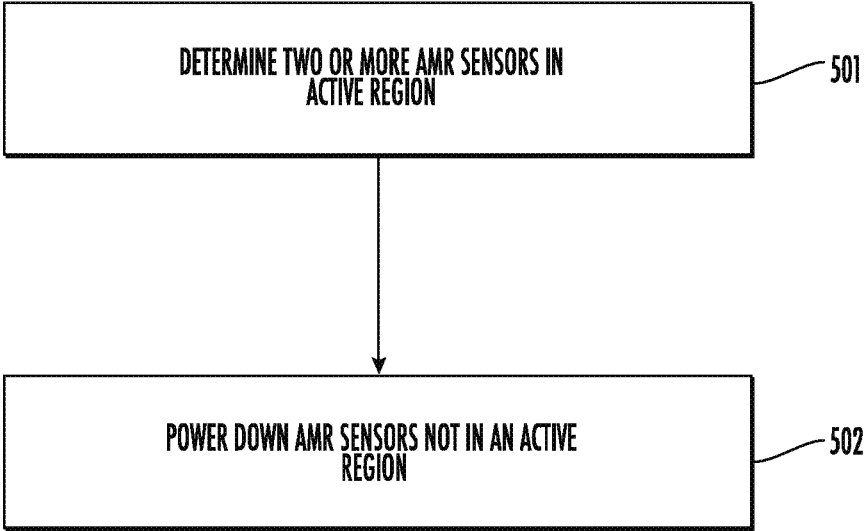 DETERMINE TWO OR MORE AMR SENSORS IN
ACTIVE REGION
501
POWER DOWN AMR SENSORS NOT IN AN ACTIVE
REGION
502